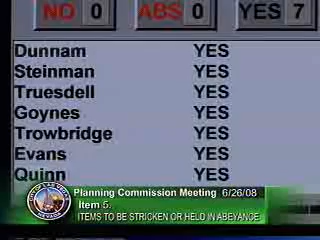 NO 0 ABS 0 YES 7
Dunnam YES
Steinman YES
Truesdell YES
Goynes YES
Trowbridge YES
Evans YES
Quinn YES
Planning Commission Meeting 6/26/08
Item 5.
ITEMS TO BE STRICKEN OR HELD IN ABEYANCE